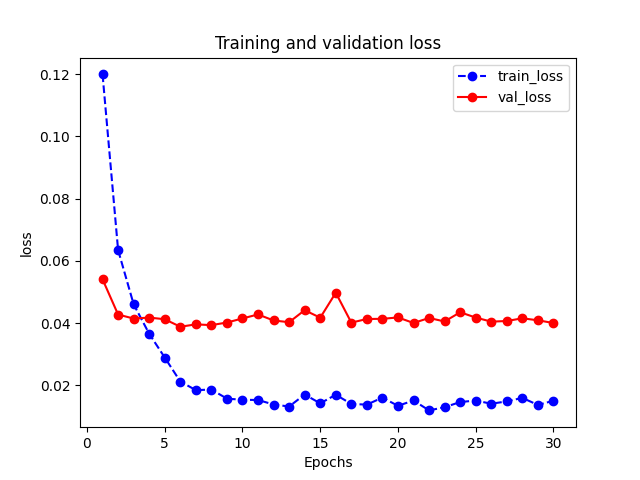 Training and validation loss
train_loss
val_loss
0.12
0.10
0.08
0.06
0.04
0.02
loss
0 5 10 15 20 25 30
Epochs